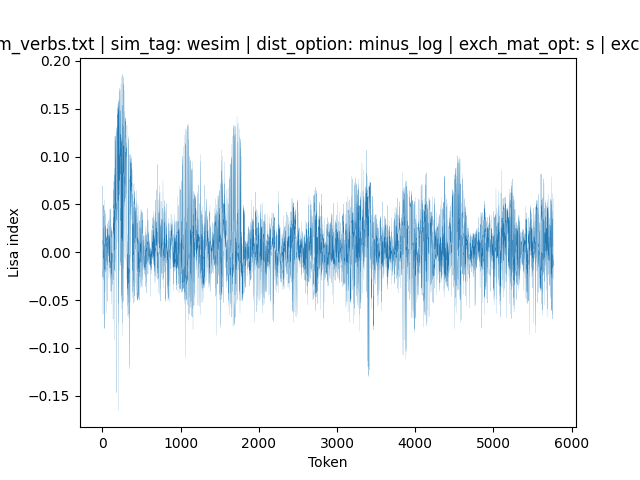 m_verbs.txt | sim_tag: wesim | dist_option: minus_log | exch_mat_opt: s | exc
0.20
0.15
0.10
0.05
0.00
−0.05
−0.10
−0.15
Lisa index
0 1000 2000 3000 4000 5000 6000
Token